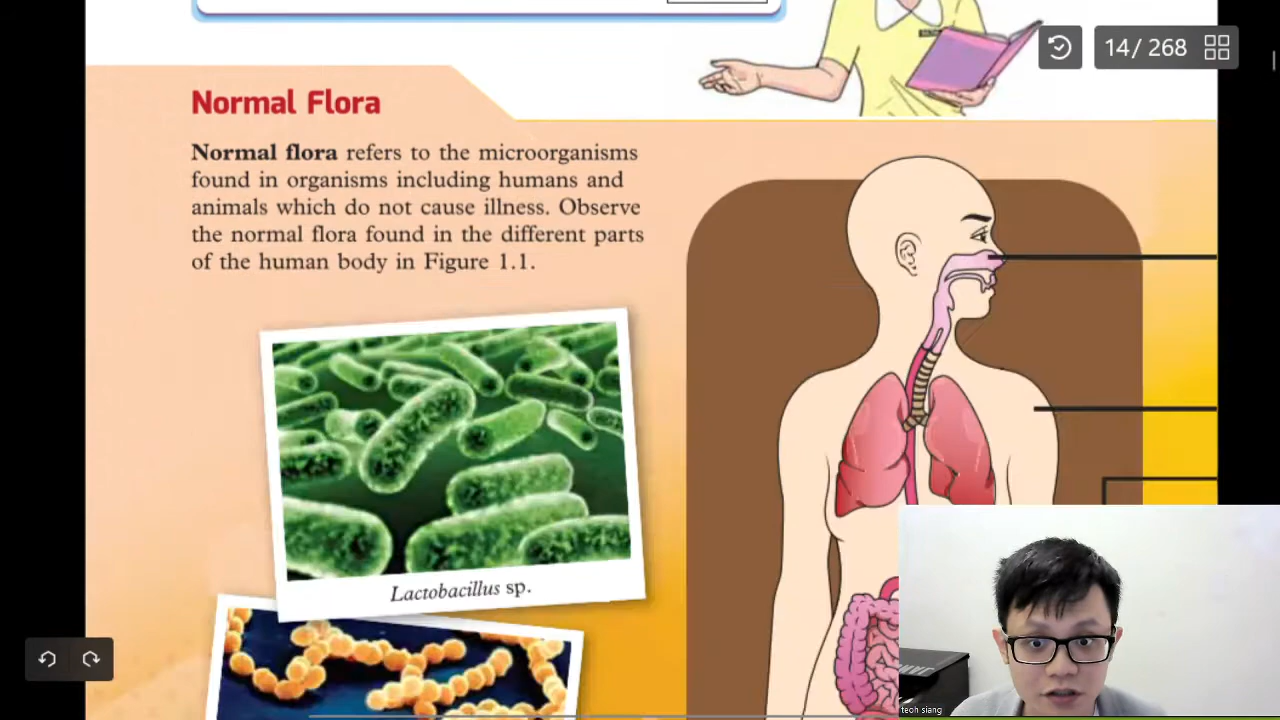 14/ 268
Normal Flora
Normal flora refers to the microorganisms
found in organisms including humans and
animals which do not cause illness. Observe
the normal flora found in the different parts
of the human body in Figure 1.1.
Lactobacillus sp.
teoh siang